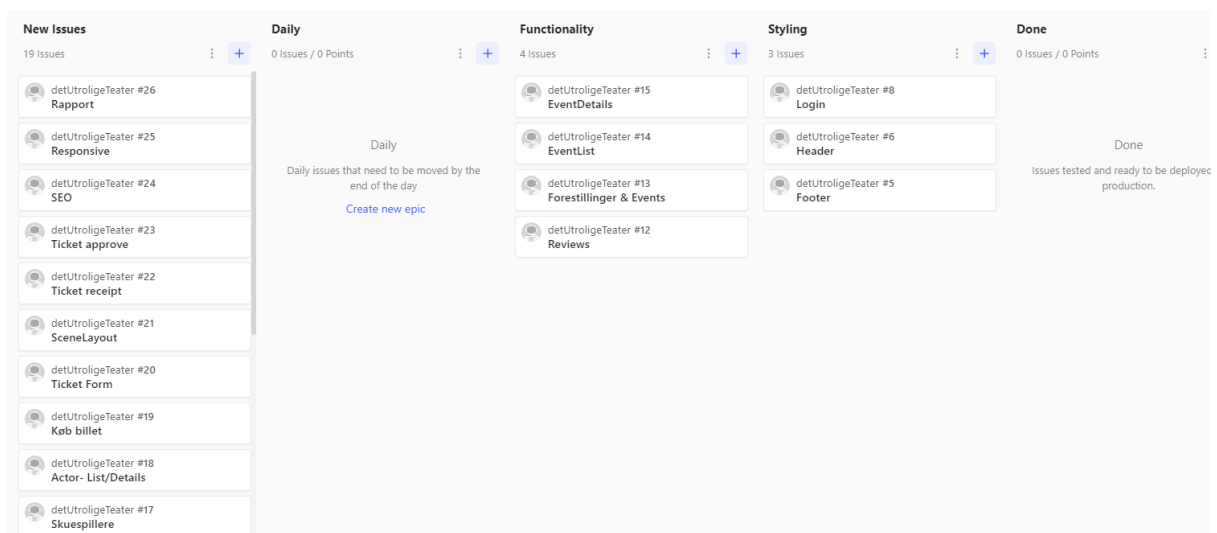 New Issues
19 Issues
detUtroligeTeater #26
Rapport
detUtroligeTeater #25
Responsive
detUtroligeTeater #24
SEO
detUtroligeTeater #23
Ticket approve
detUtroligeTeater #22
Ticket receipt
detUtroligeTeater #21
SceneLayout
detUtroligeTeater #20
Ticket Form
detUtroligeTeater #19
Køb billet
detUtroligeTeater #18
Actor- List/Details
detUtroligeTeater #17
Skuespillere
Daily
0 Issues / 0 Points
Daily
Daily issues that need to be moved by the
end of the day
Create new epic
Functionality
4 Issues
detUtroligeTeater #15
EventDetails
detUtroligeTeater #14
EventList
detUtroligeTeater #13
Forestillinger & Events
detUtroligeTeater #12
Reviews
Styling
3 Issues
detUtroligeTeater #8
Login
detUtroligeTeater #6
Header
detUtroligeTeater #5
Footer
Done
0 Issues / 0 Points
Done
Issues tested and ready to be deployed
production.